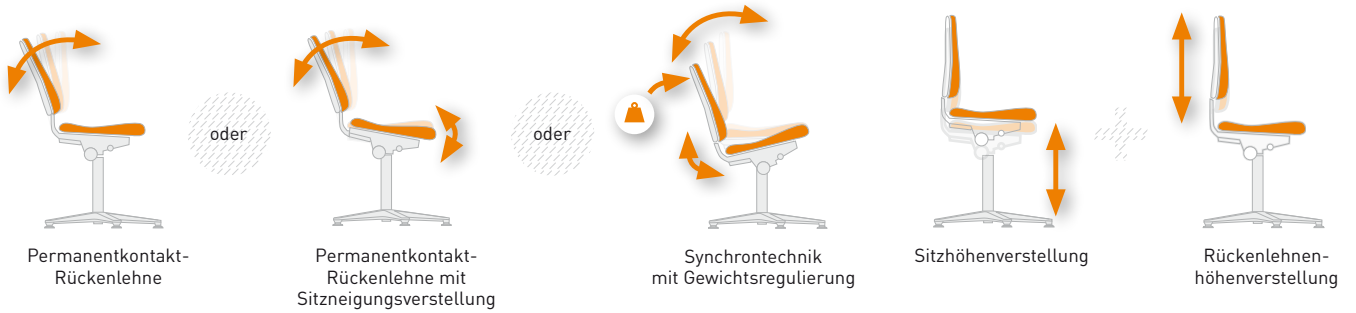 oder
oder
Permanentkontakt-
Rückenlehne
Permanentkontakt-
Rückenlehne mit
Sitzneigungsverstellung
Synchrontechnik
mit Gewichtsregulierung
Sitzhöhenverstellung
Rückenlehnen-
höhenverstellung